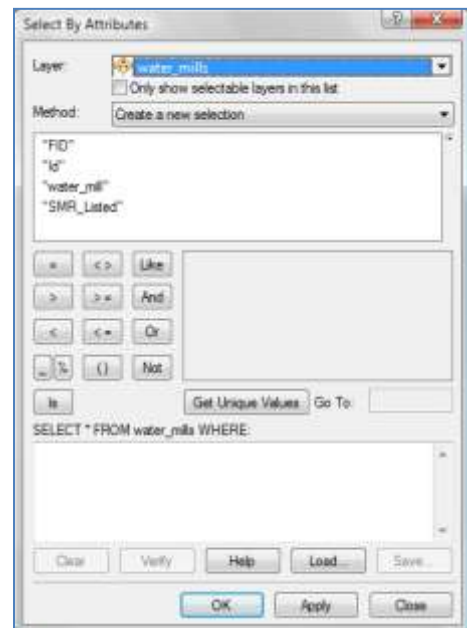 Select By Attributes
Layer: water_mills
Only show selectable layers in this list
Method: Create a new selection
"FID"
"Id"
"water_mill"
"SMR_Listed"
= < > Like
> > = And
< < = Or
_ % ( ) Not
Is Get Unique Values Go To:
SELECT * FROM water_mills WHERE:
Clear Verify Help Load... Save...
OK Apply Close